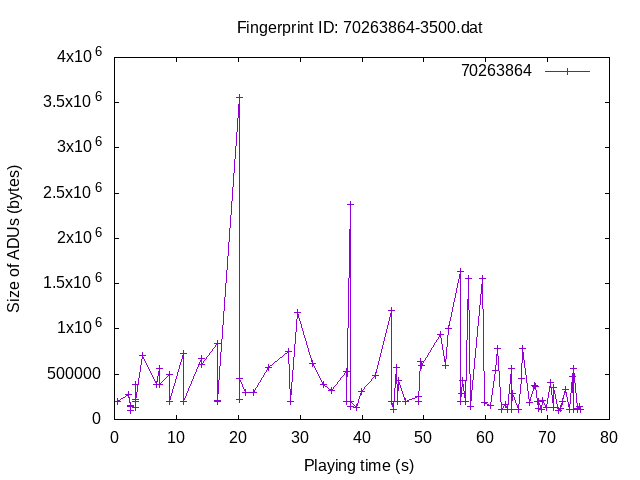 Fingerprint ID: 70263864-3500.dat
70263864
Size of ADUs (bytes)
4x10^6
3.5x10^6
3x10^6
2.5x10^6
2x10^6
1.5x10^6
1x10^6
500000
0
0 10 20 30 40 50 60 70 80
Playing time (s)